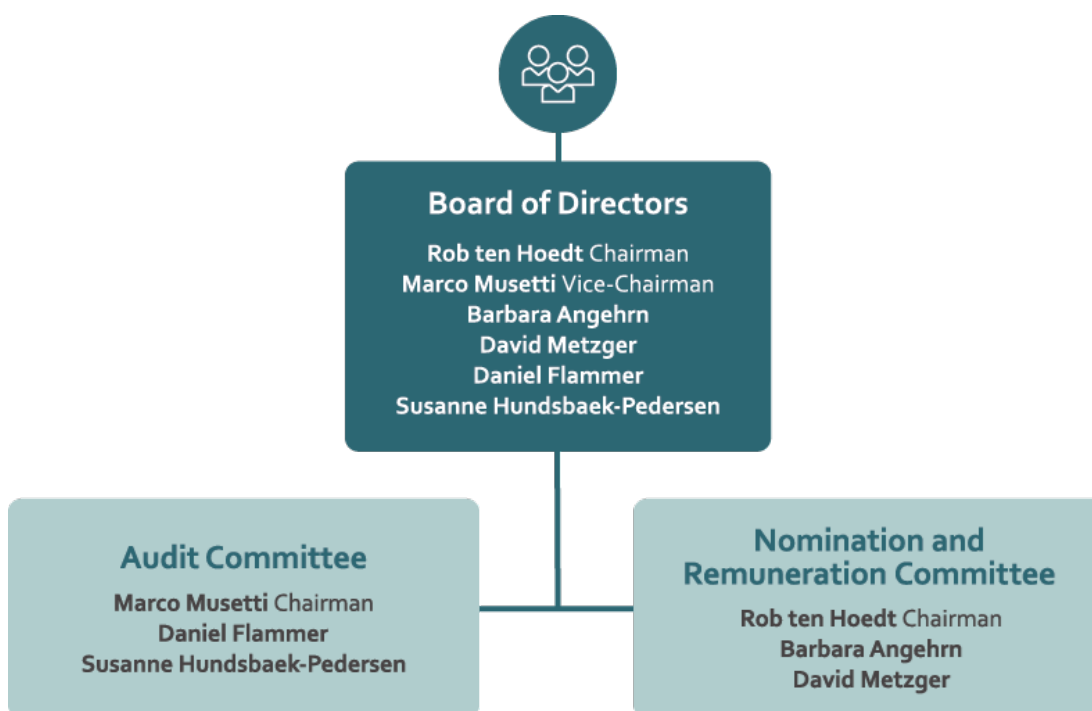 Board of Directors
Rob ten Hoedt Chairman
Marco Musetti Vice-Chairman
Barbara Angehrn
David Metzger
Daniel Flammer
Susanne Hundsbaek-Pedersen
Audit Committee
Marco Musetti Chairman
Daniel Flammer
Susanne Hundsbaek-Pedersen
Nomination and
Remuneration Committee
Rob ten Hoedt Chairman
Barbara Angehrn
David Metzger